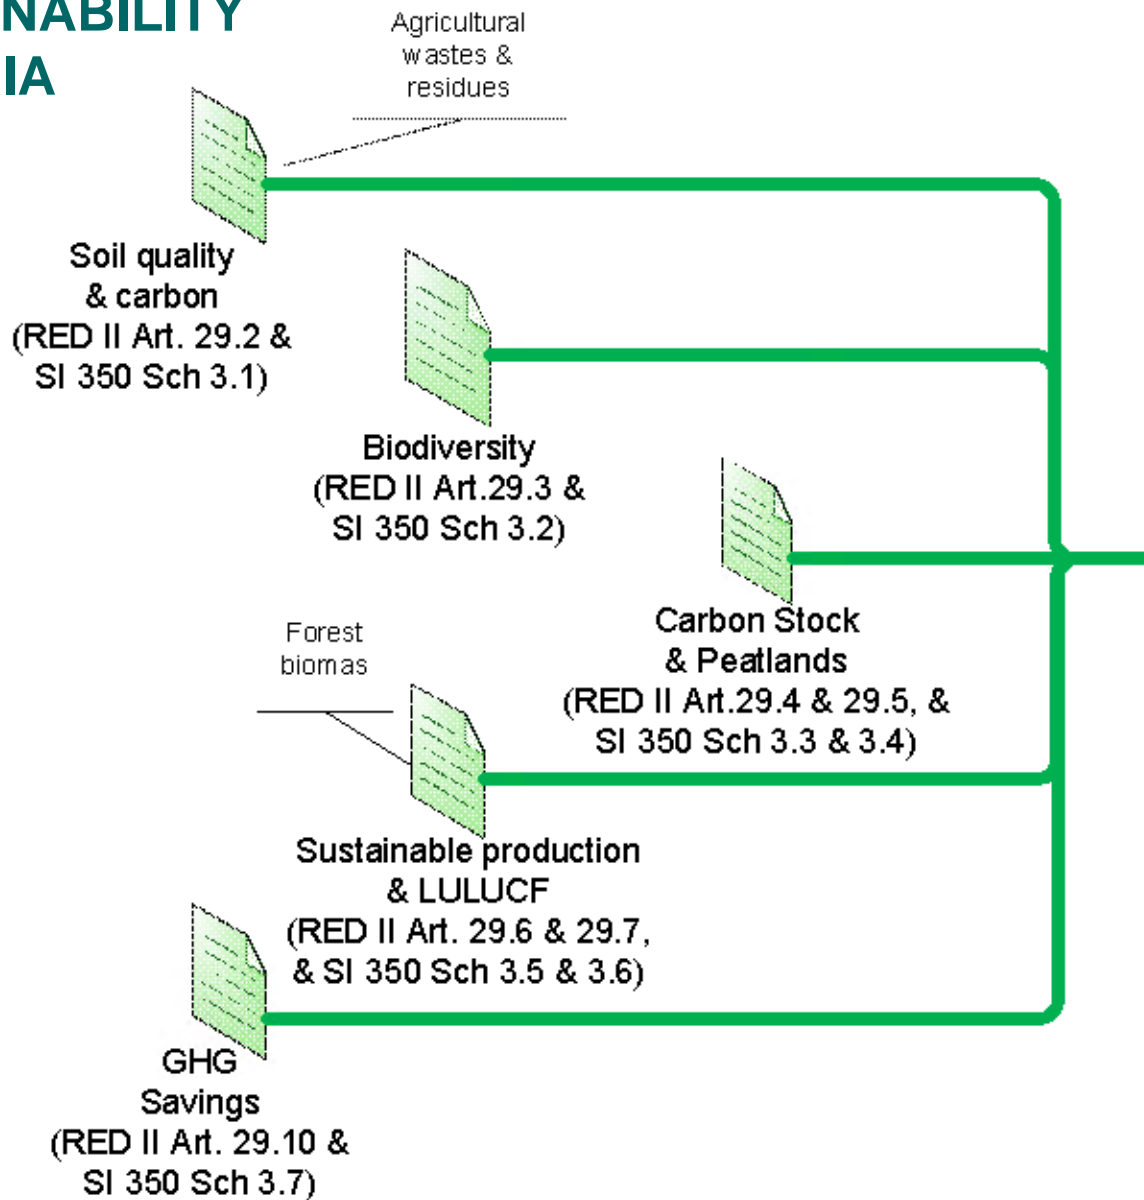 NABILITY
IA
Agricultural
wastes &
residues
Soil quality
& carbon
(RED II Art. 29.2 &
SI 350 Sch 3.1)
Biodiversity
(RED II Art.29.3 &
SI 350 Sch 3.2)
Carbon Stock
& Peatlands
(RED II Art.29.4 & 29.5, &
SI 350 Sch 3.3 & 3.4)
Forest
biomas
Sustainable production
& LULUCF
(RED II Art. 29.6 & 29.7,
& SI 350 Sch 3.5 & 3.6)
GHG
Savings
(RED II Art. 29.10 &
SI 350 Sch 3.7)